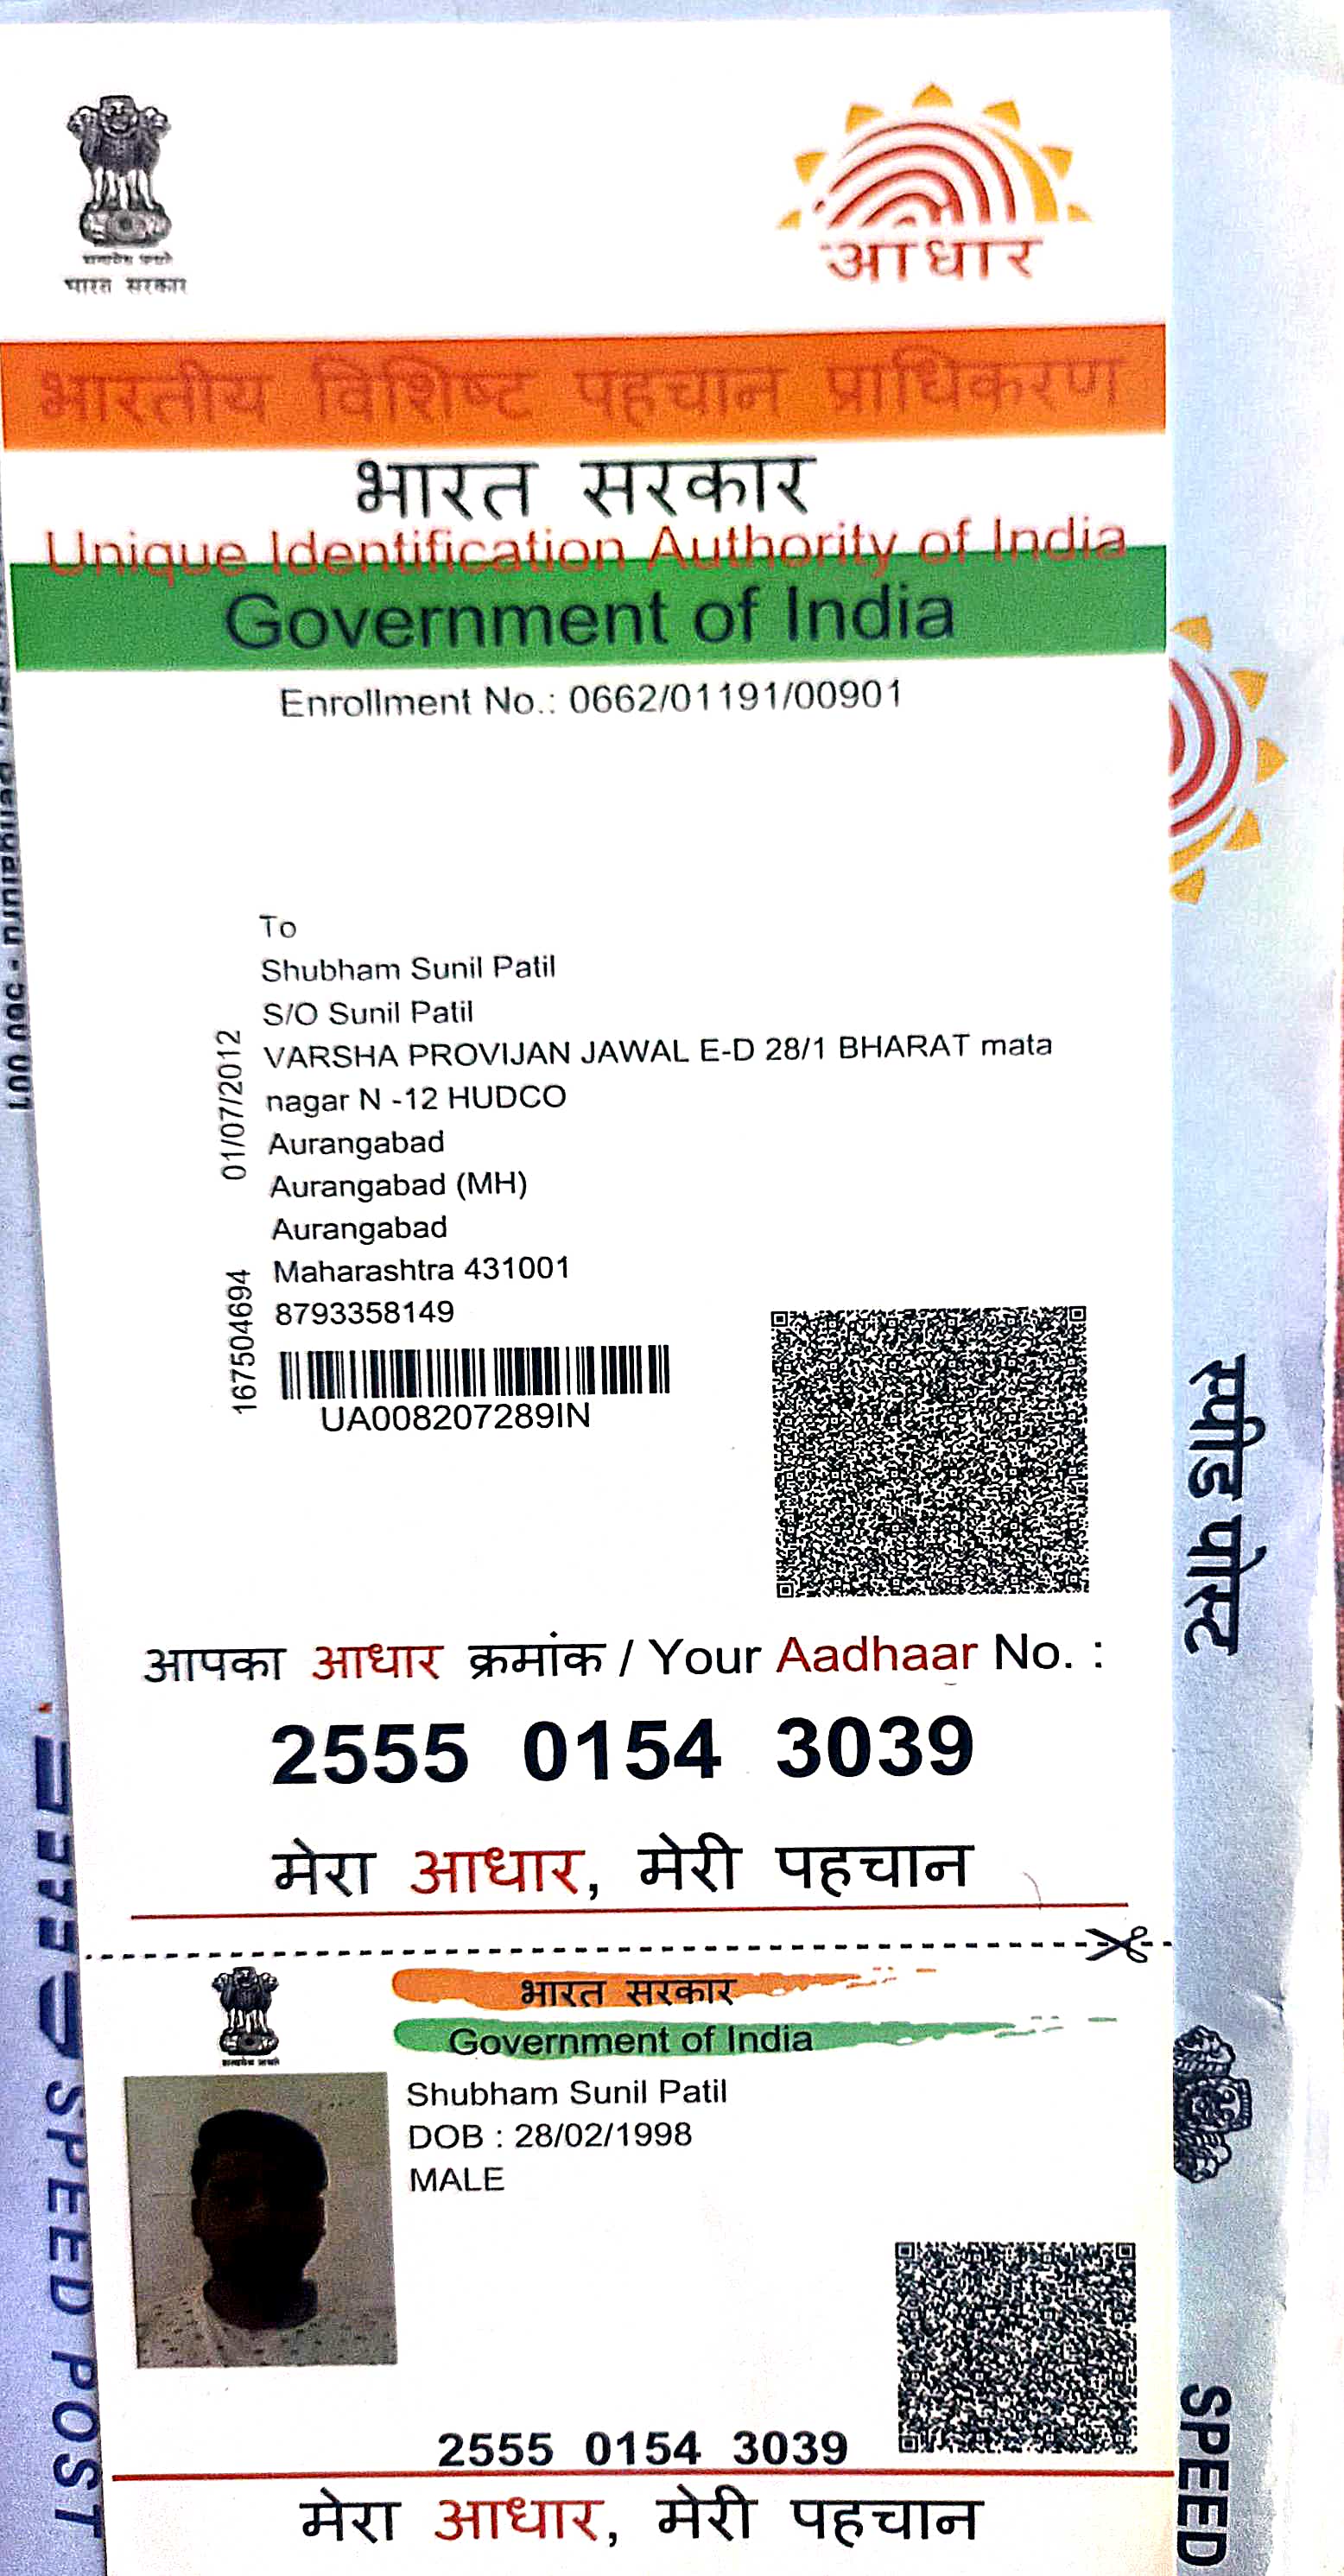 आधार
भारत सरकार
भारतीय विशिष्ट पहचान प्राधिकरण
भारत सरकार
Unique Identification Authority of India
Government of India
Enrollment No.: 0662/01191/00901
To
Shubham Sunil Patil
S/O Sunil Patil
VARSHA PROVIJAN JAWAL E-D 28/1 BHARAT mata
nagar N -12 HUDCO
Aurangabad
Aurangabad (MH)
Aurangabad
Maharashtra 431001
8793358149
01/07/2012
167504694
UA008207289IN
आपका आधार क्रमांक / Your Aadhaar No. :
2555 0154 3039
मेरा आधार, मेरी पहचान
भारत सरकार
Government of India
Shubham Sunil Patil
DOB : 28/02/1998
MALE
2555 0154 3039
मेरा आधार, मेरी पहचान
स्पीड पोस्ट
SPEED
SPEED POST